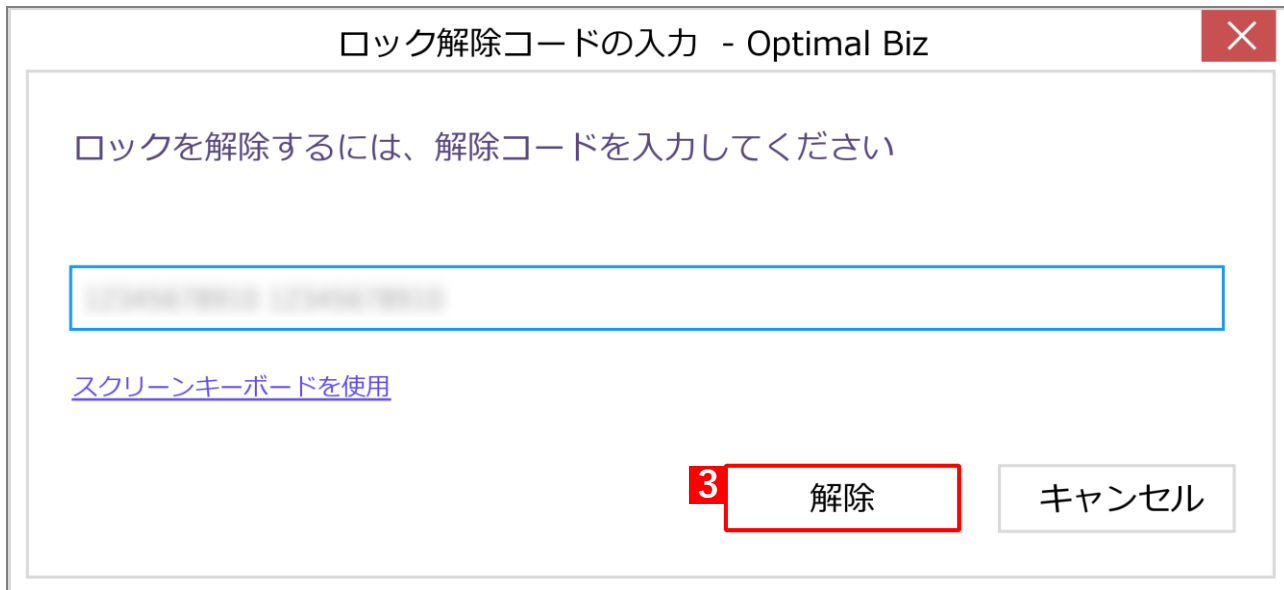 ロック解除コードの入力 - Optimal Biz
ロックを解除するには、解除コードを入力してください
12345678910 12345678910
スクリーンキーボードを使用
3 解除 キャンセル